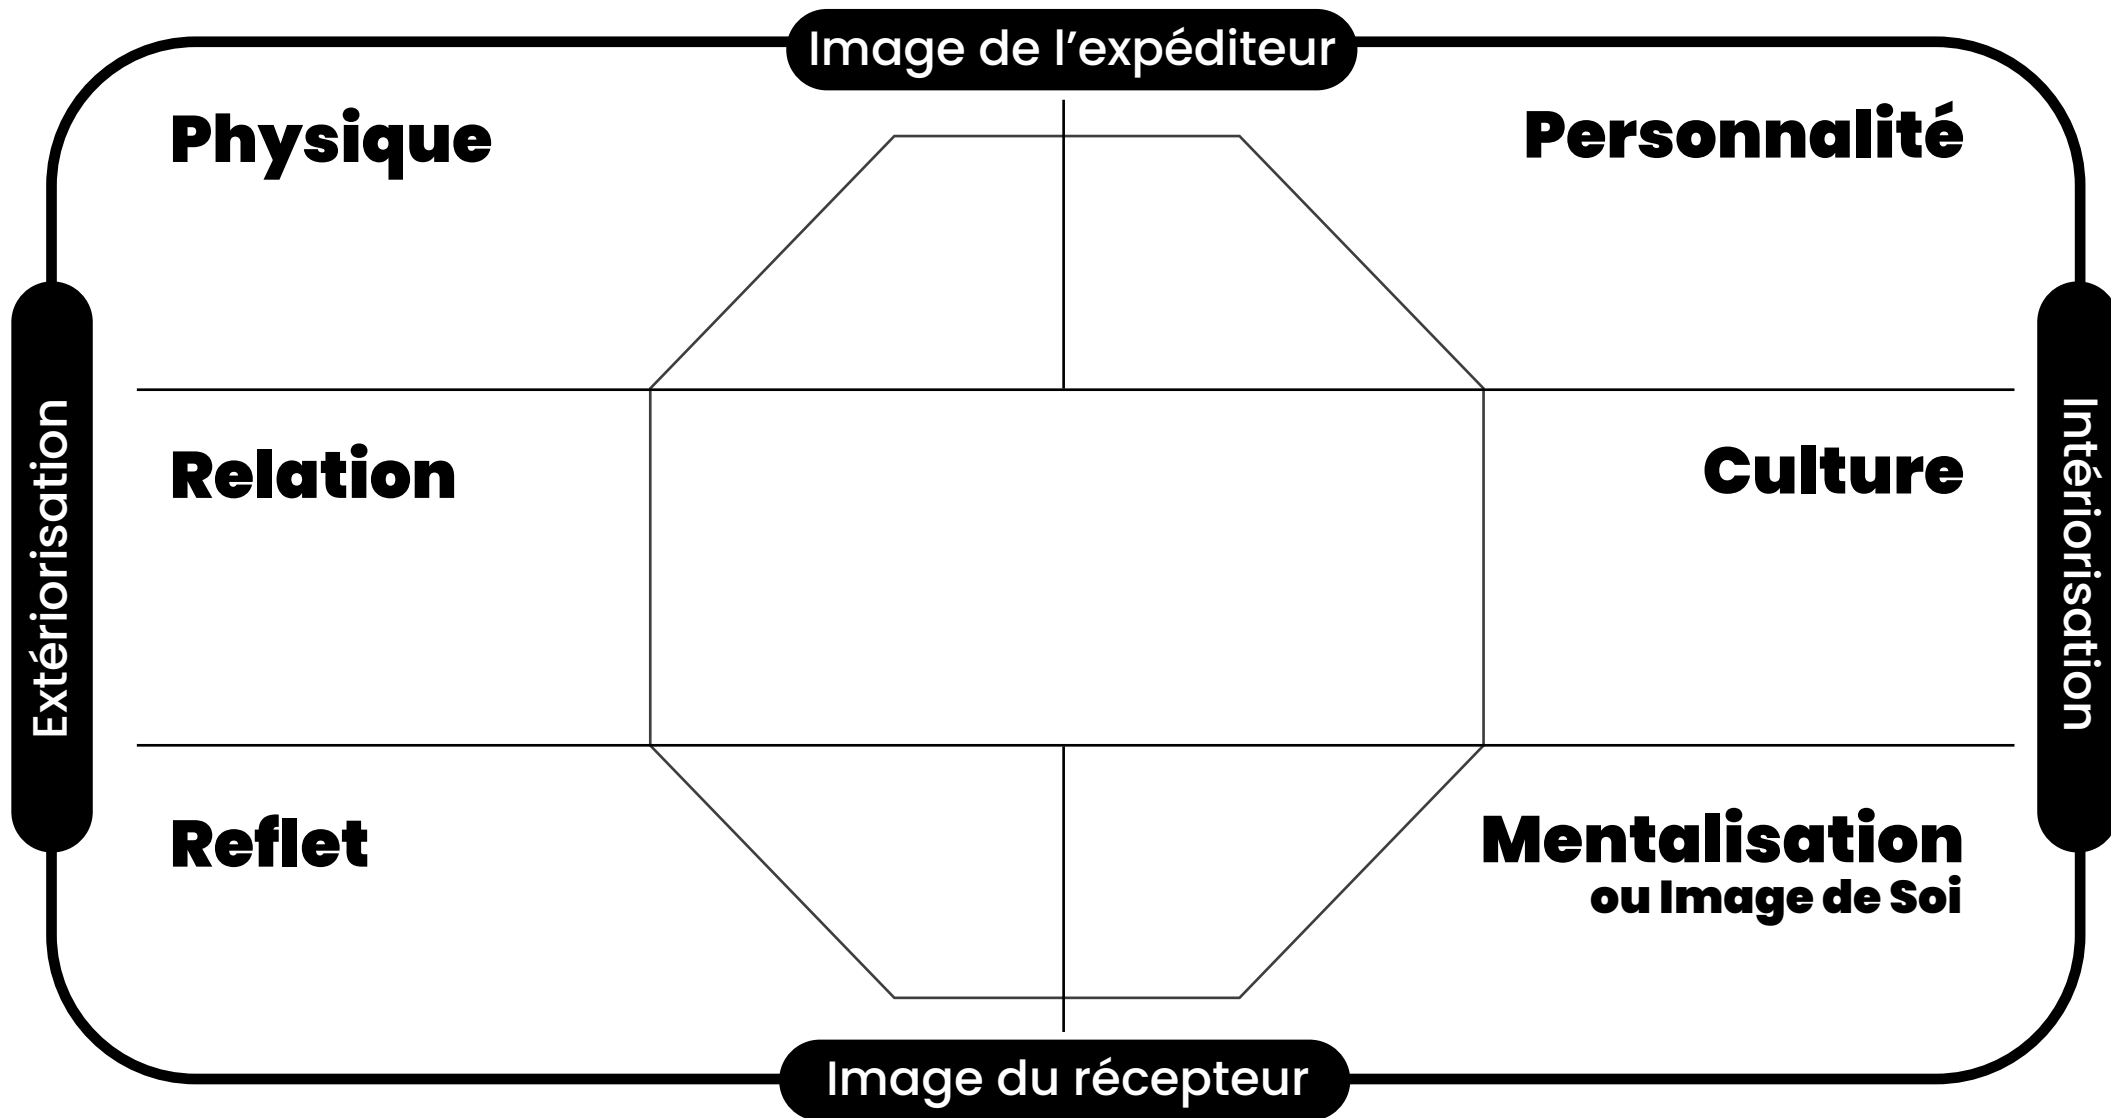 Image de l’expéditeur
Physique
Personnalité
Extériorisation
Relation
Culture
Intériorisation
Reflet
Mentalisation
ou Image de Soi
Image du récepteur